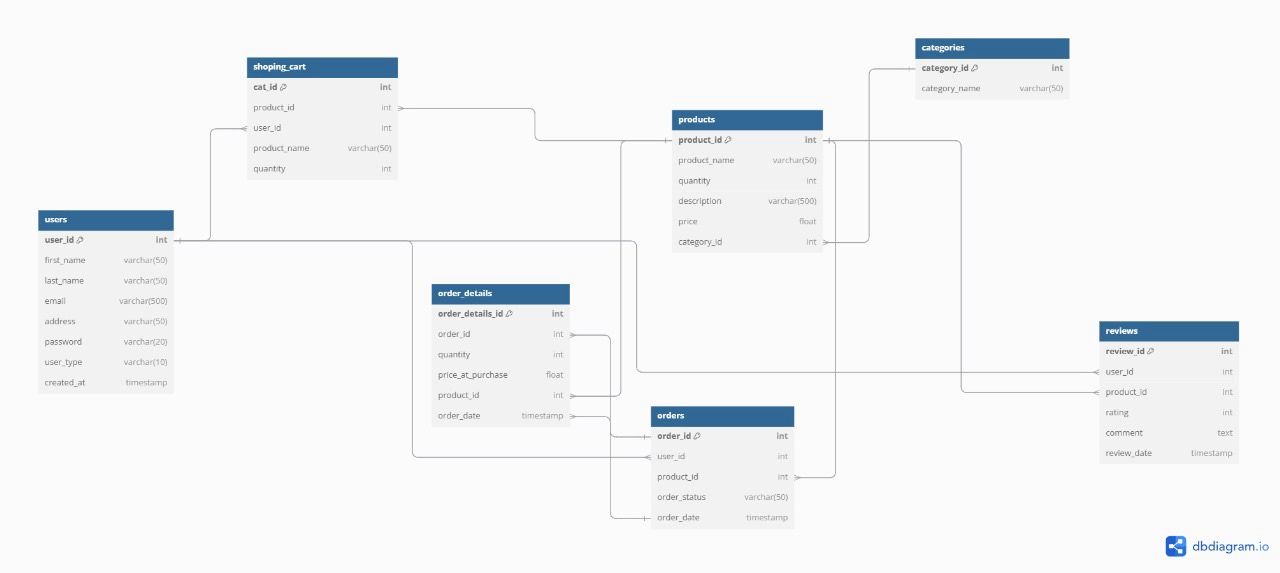 shoping_cart
cat_id int
product_id int
user_id int
product_name varchar(50)
quantity int
categories
category_id int
category_name varchar(50)
products
product_id int
product_name varchar(50)
quantity int
description varchar(500)
price float
category_id int
users
user_id int
first_name varchar(50)
last_name varchar(50)
email varchar(500)
address varchar(50)
password varchar(20)
user_type varchar(10)
created_at timestamp
order_details
order_details_id int
order_id int
quantity int
price_at_purchase float
product_id int
order_date timestamp
orders
order_id int
user_id int
product_id int
order_status varchar(50)
order_date timestamp
reviews
review_id int
user_id int
product_id int
rating int
comment text
review_date timestamp
dbdiagram.io